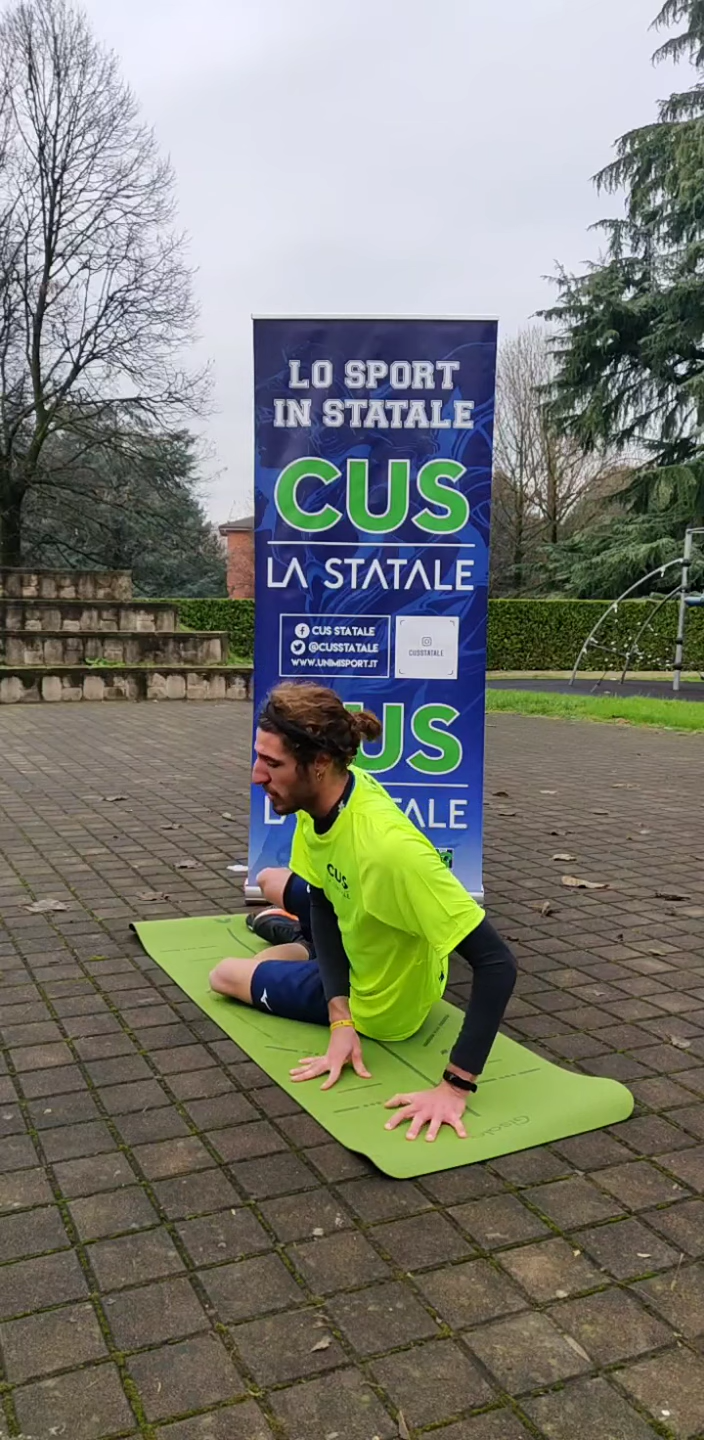 LO SPORT
IN STATALE
CUS
LA STATALE
CUS STATALE
@CUSSTATALE
WWW.UNIMISPORT.IT
CUSSTATALE
US
L TALE
CUS